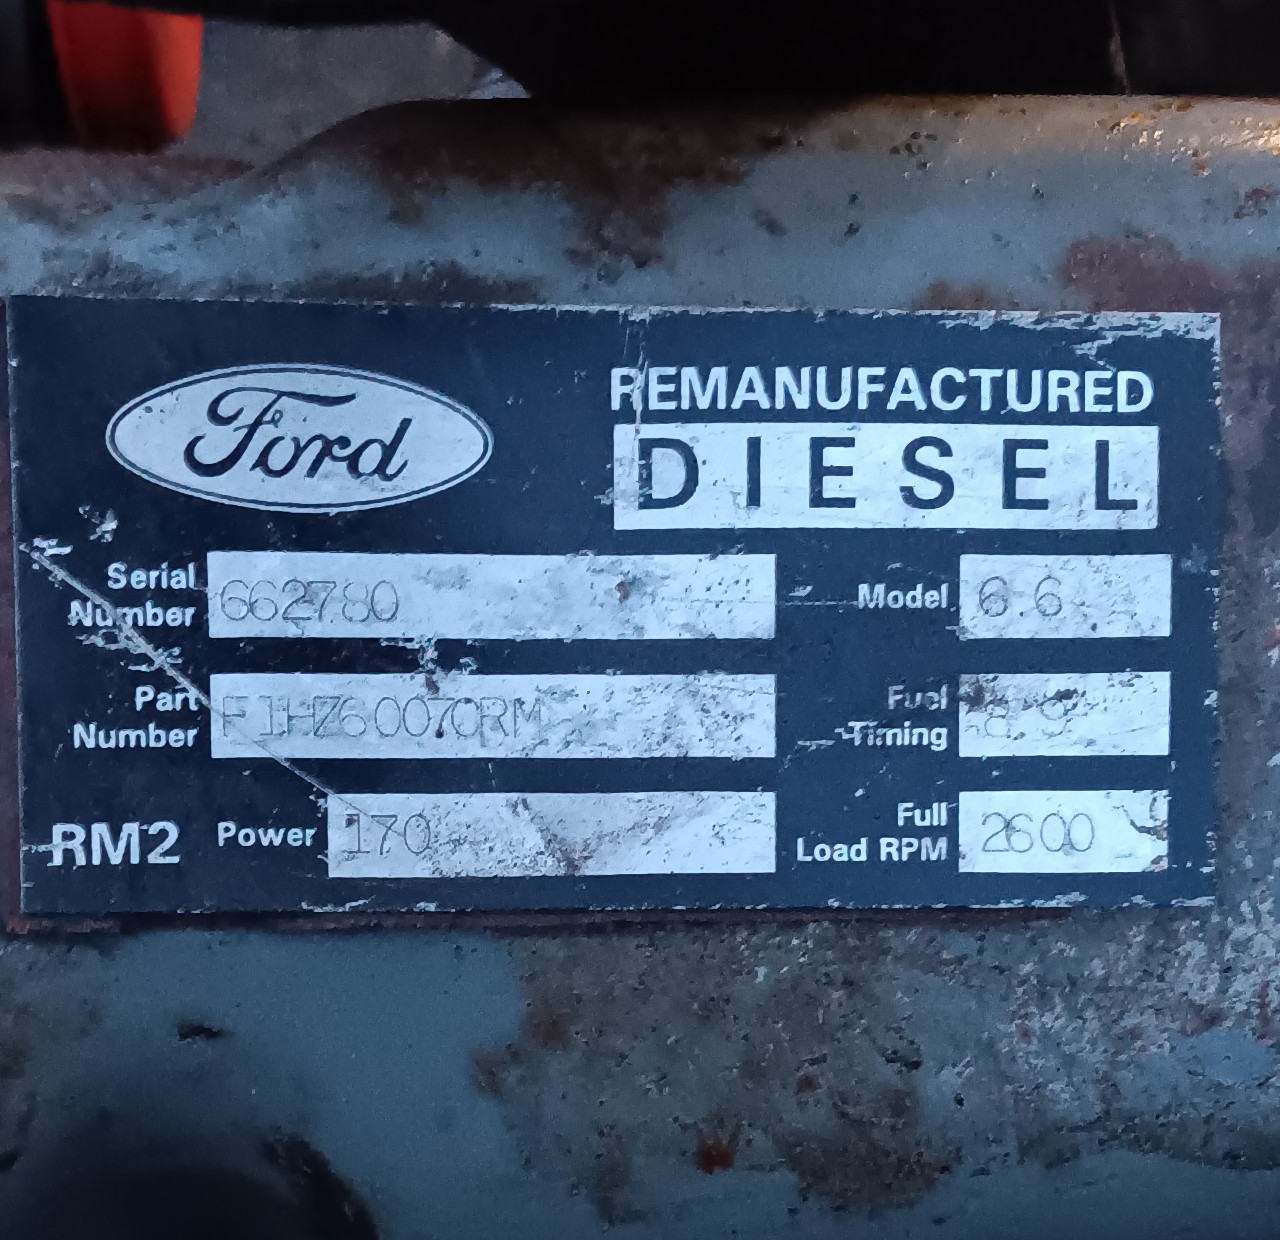 Ford
REMANUFACTURED
DIESEL
Serial Number 662780
Model 6.6
Part Number F1HZ6007CRM
Fuel Timing
RM2
Power 170
Full Load RPM 2600